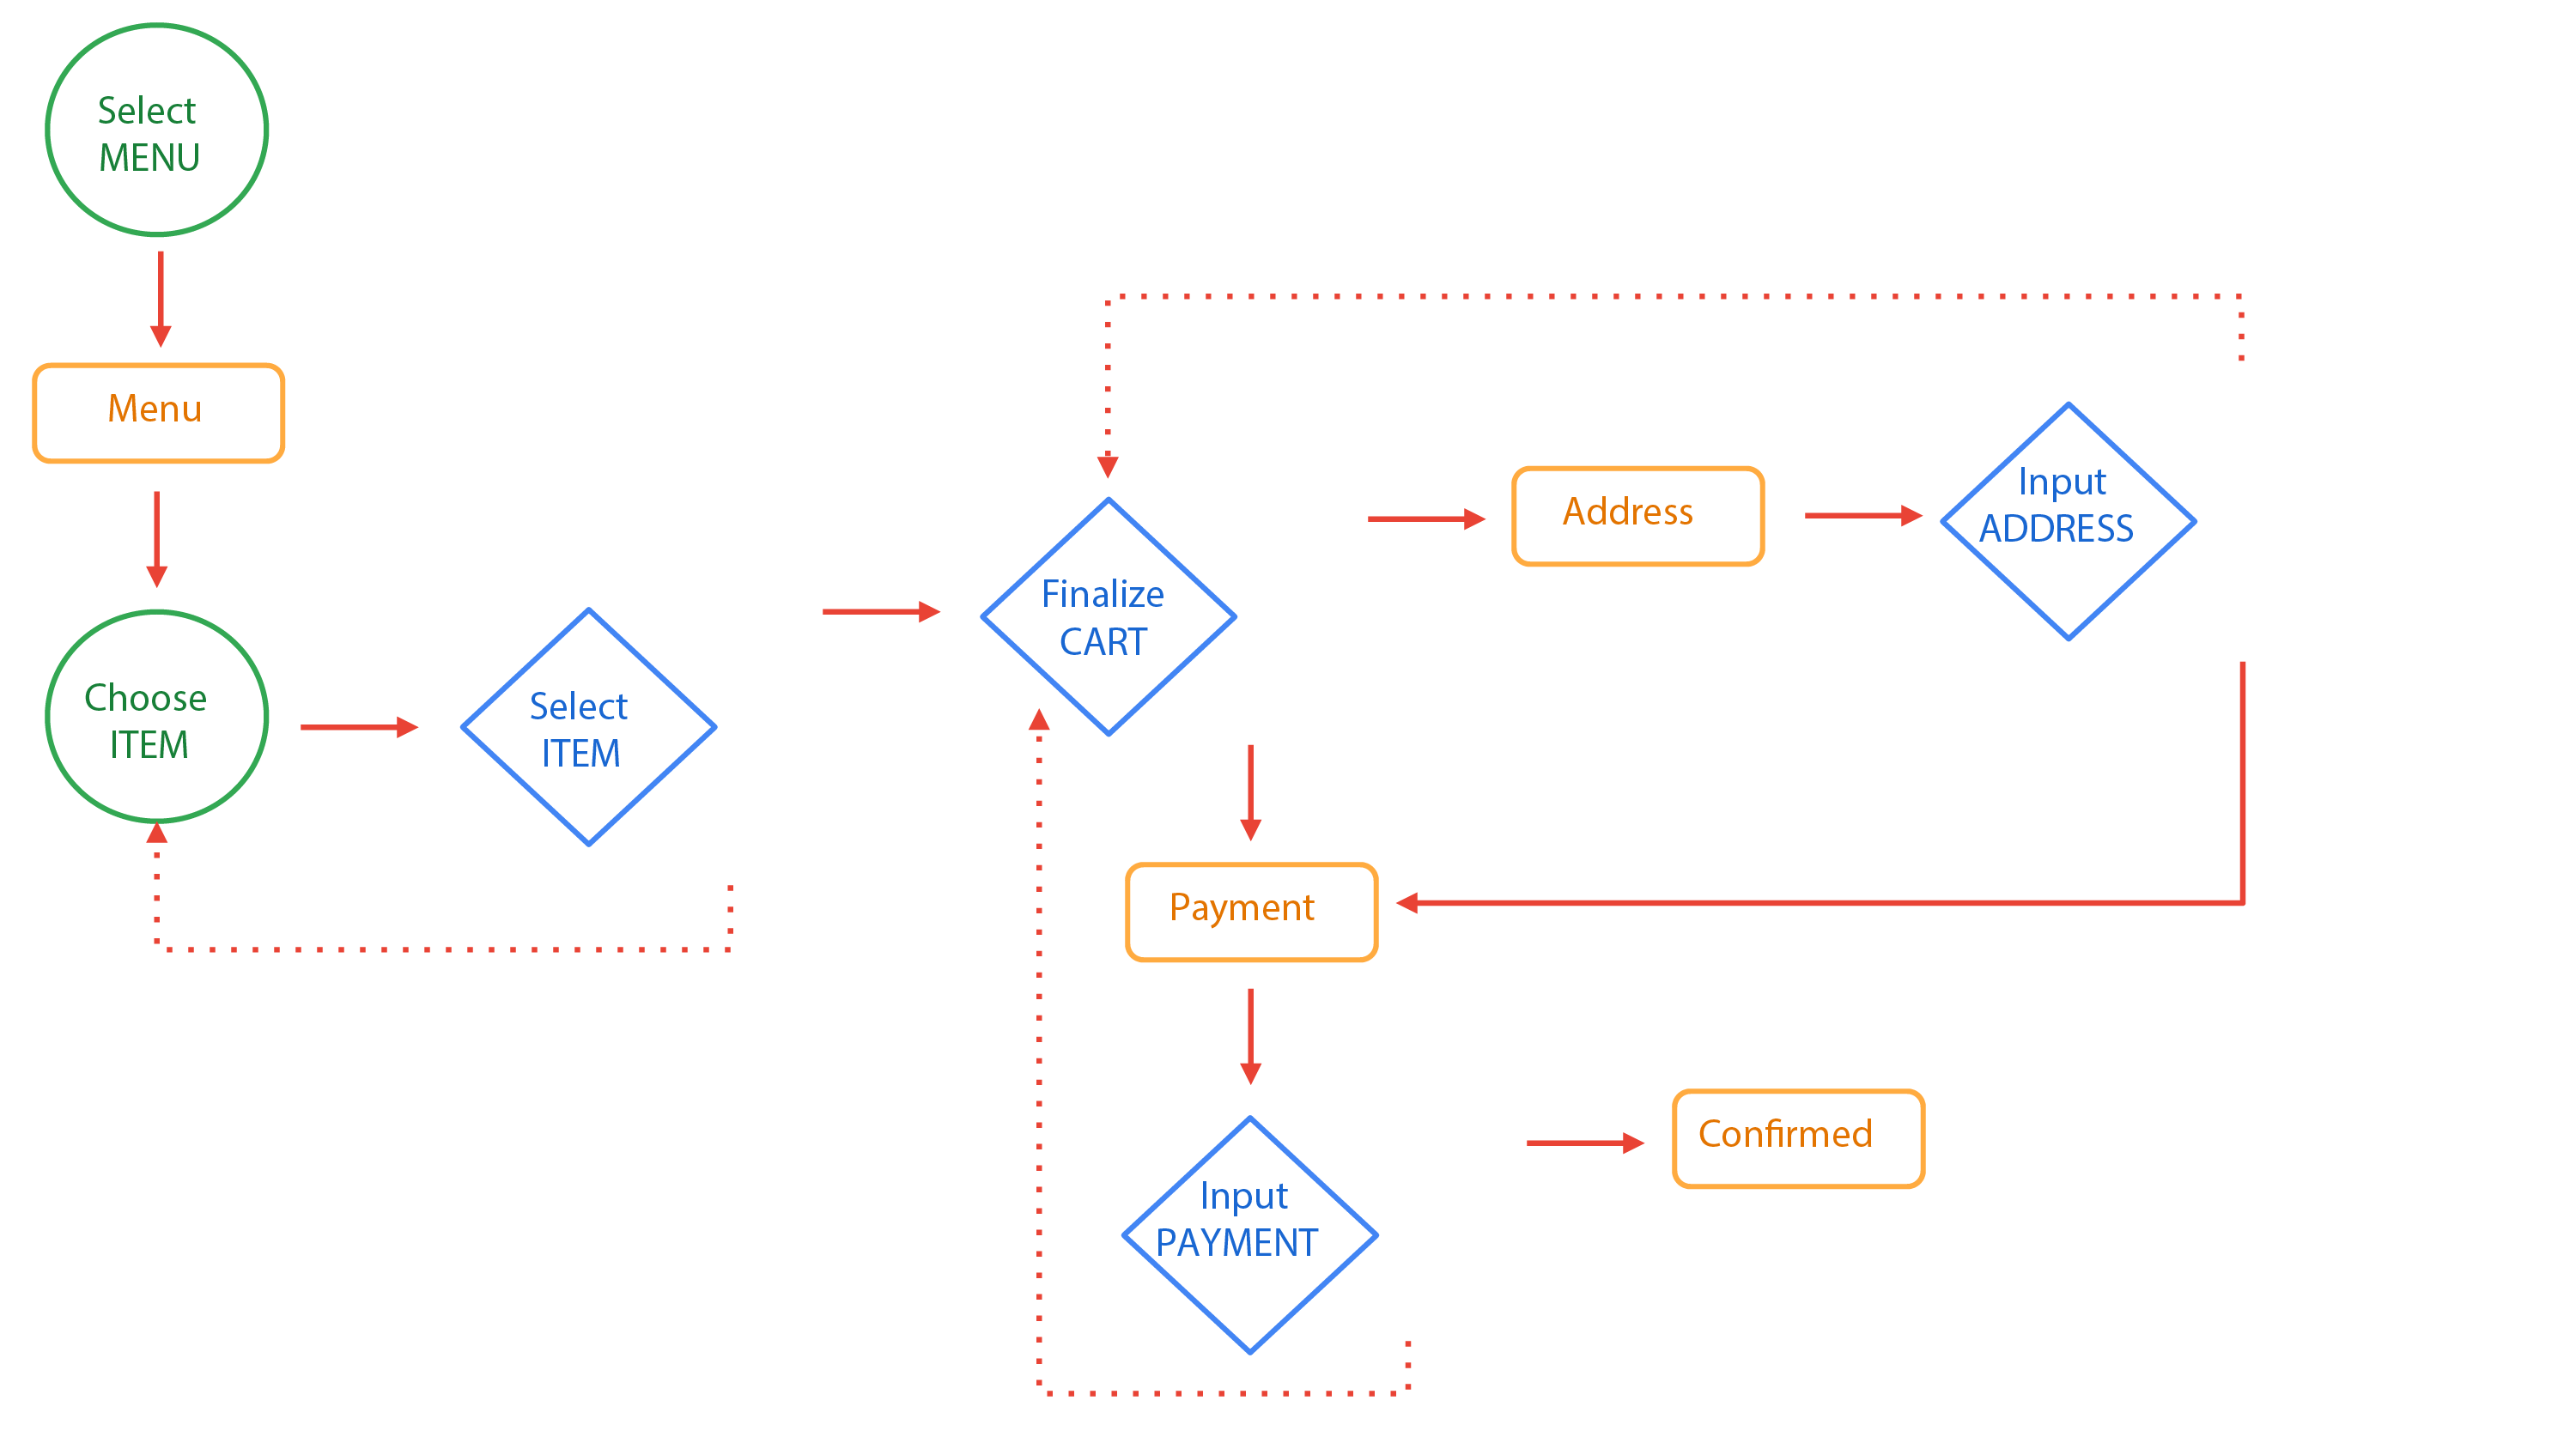 Select
MENU
Menu
Choose
ITEM
Select
ITEM
Finalize
CART
Address
Input
ADDRESS
Payment
Input
PAYMENT
Confirmed